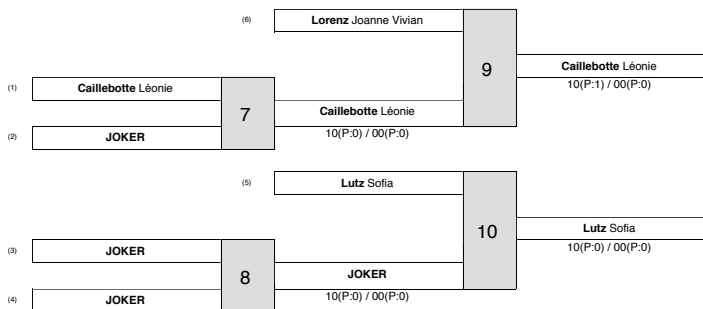 (6) Lorenz Joanne Vivian
9
Caillebotte Léonie
10(P:1) / 00(P:0)
(1) Caillebotte Léonie
7
Caillebotte Léonie
10(P:0) / 00(P:0)
(2) JOKER
(5) Lutz Sofia
10
Lutz Sofia
10(P:0) / 00(P:0)
(3) JOKER
8
JOKER
10(P:0) / 00(P:0)
(4) JOKER